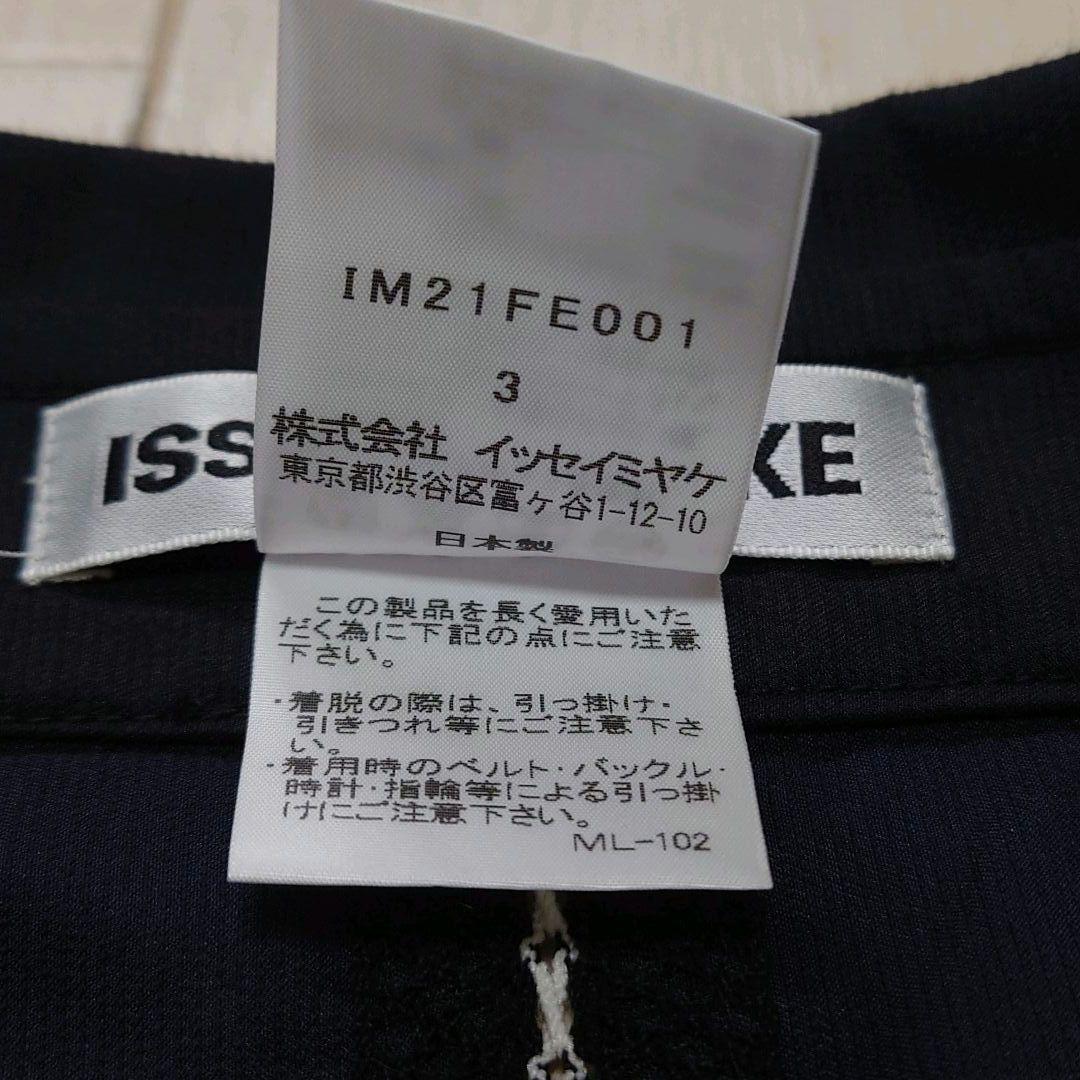 IM21FE001
3
株式会社 イッセイミヤケ
東京都渋谷区富ヶ谷1-12-10
日本製
ISS KE
この製品を長く愛用いた
だく為に下記の点にご注意
下さい。
・着脱の際は、引っ掛け・
引きつれ等にご注意下さ
い。
・着用時のベルト・バックル・
時計・指輪等による引っ掛
けにご注意下さい。
ML-102